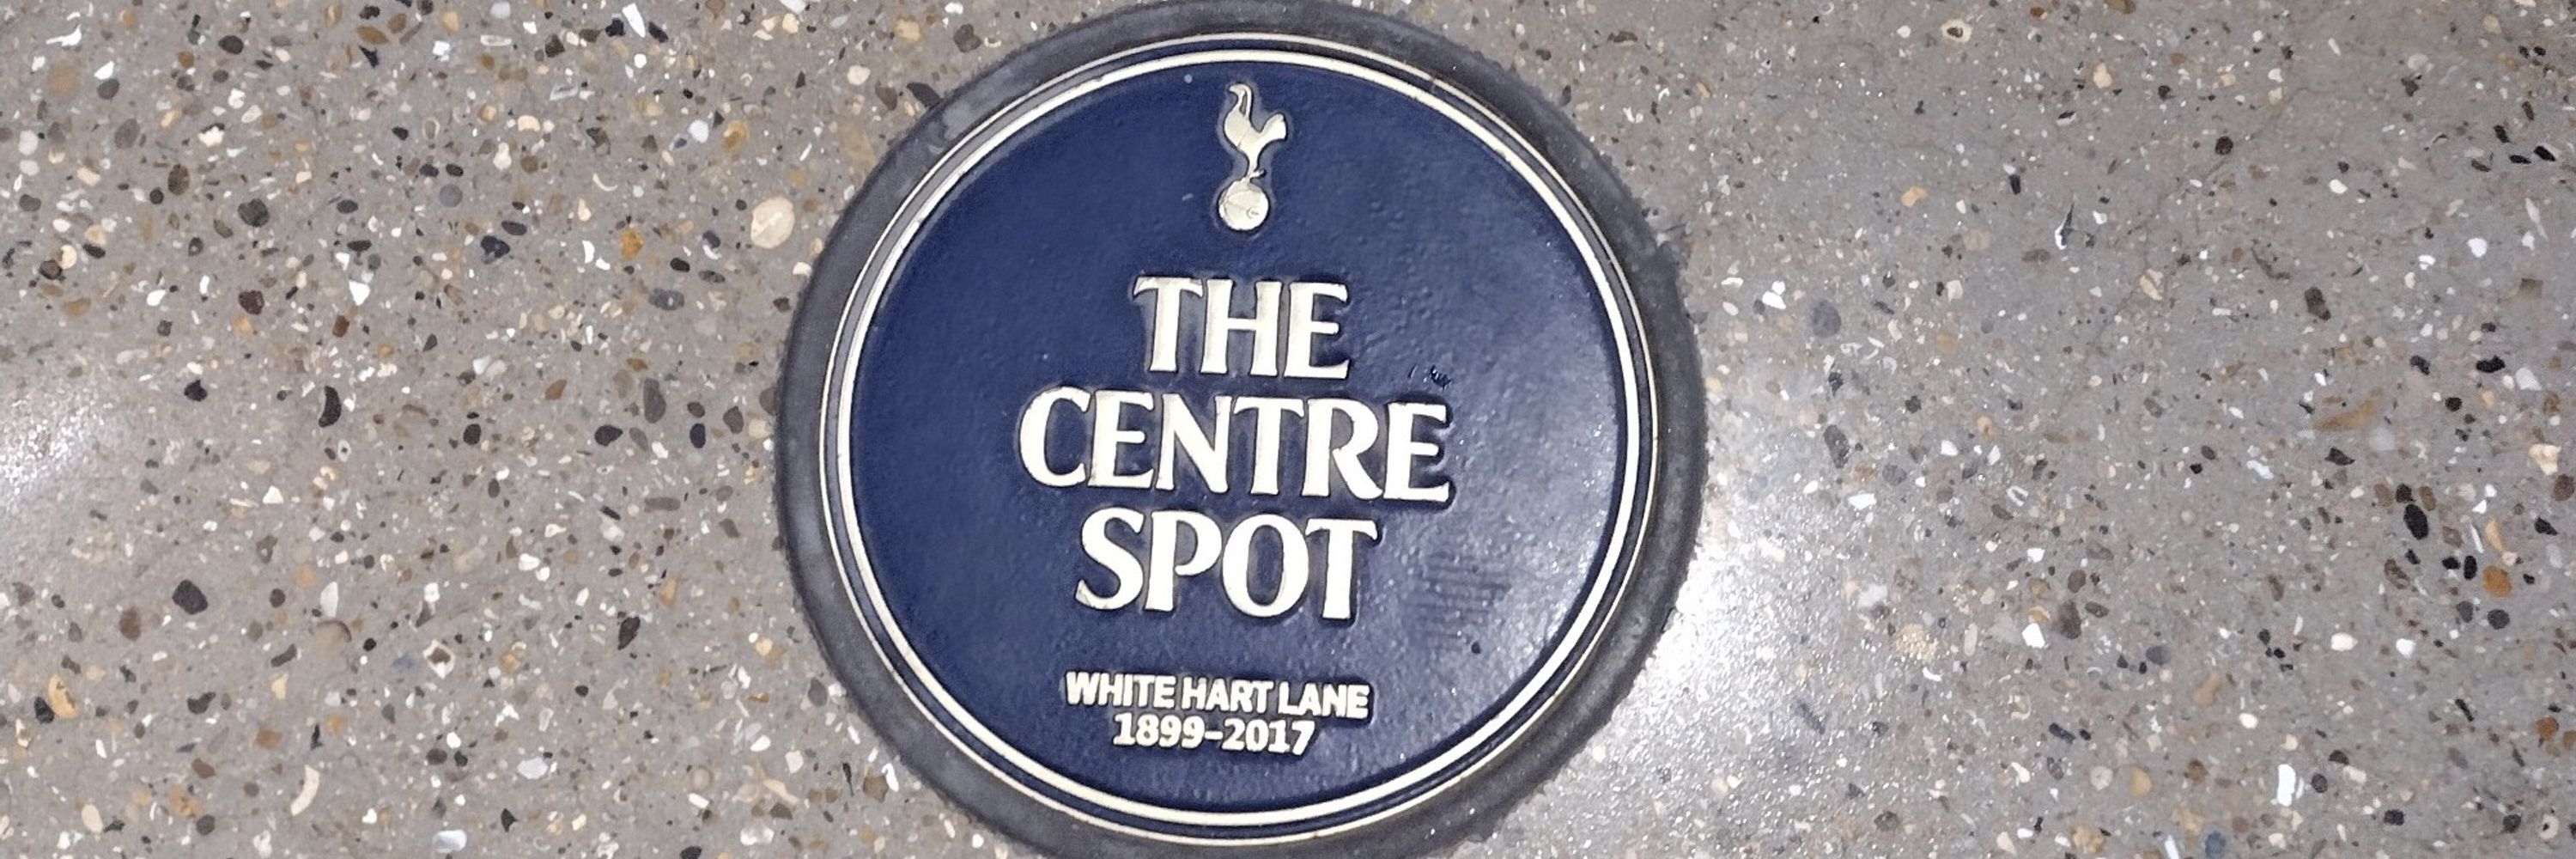 THE
CENTRE
SPOT
WHITE HART LANE
1899-2017